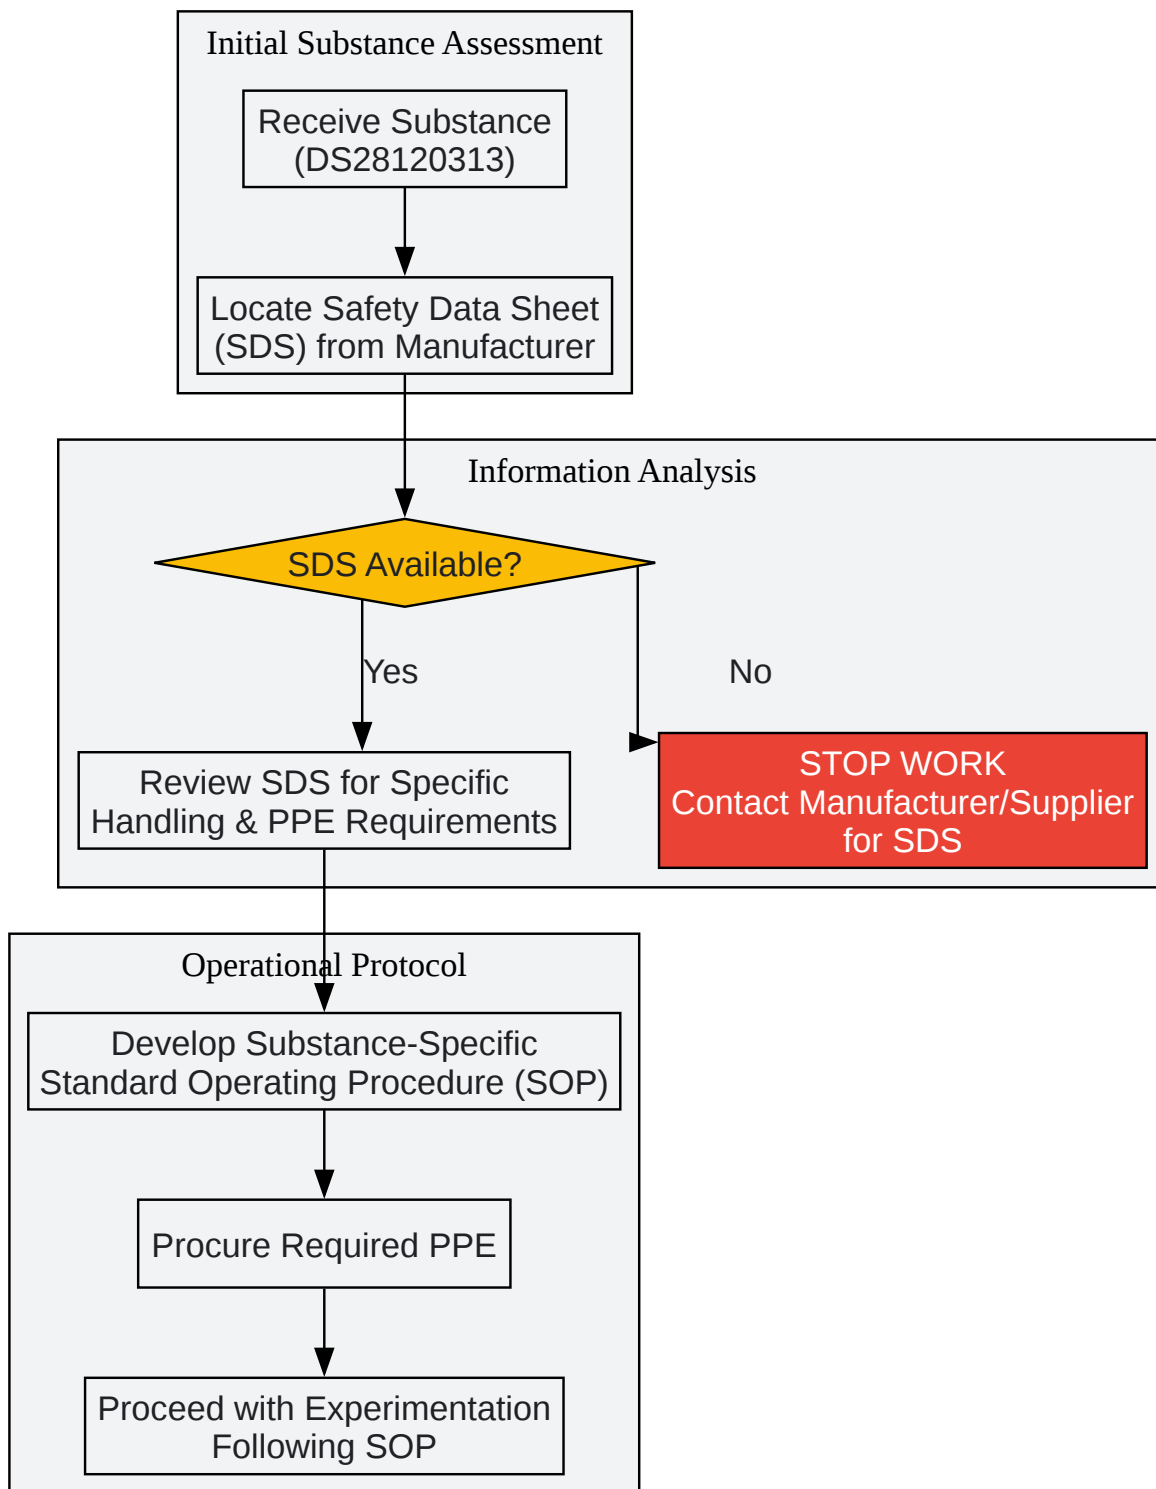 Initial Substance Assessment
Receive Substance
(DS28120313)
Locate Safety Data Sheet
(SDS) from Manufacturer
Information Analysis
SDS Available?
Yes
No
Review SDS for Specific
Handling & PPE Requirements
STOP WORK
Contact Manufacturer/Supplier
for SDS
Operational Protocol
Develop Substance-Specific
Standard Operating Procedure (SOP)
Procure Required PPE
Proceed with Experimentation
Following SOP